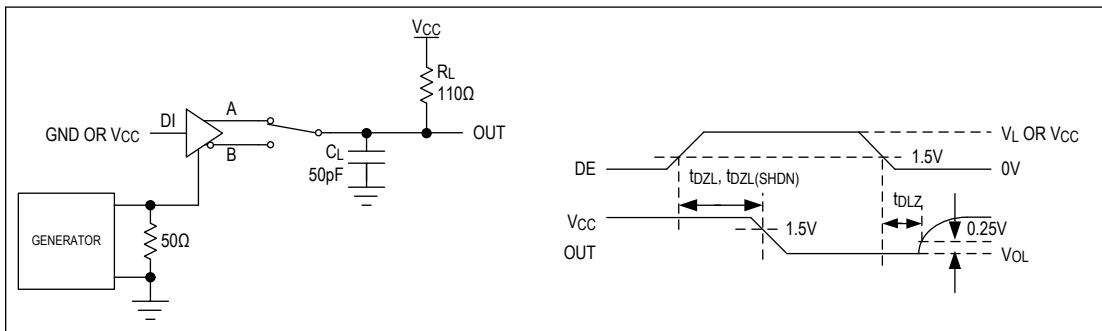 VCC
RL
110Ω
A
DI
GND OR VCC
B
OUT
CL
50pF
GENERATOR
50Ω
VL OR VCC
DE
1.5V
0V
tDZL, tDZL(SHDN)
tDLZ
VCC
1.5V
0.25V
OUT
VOL